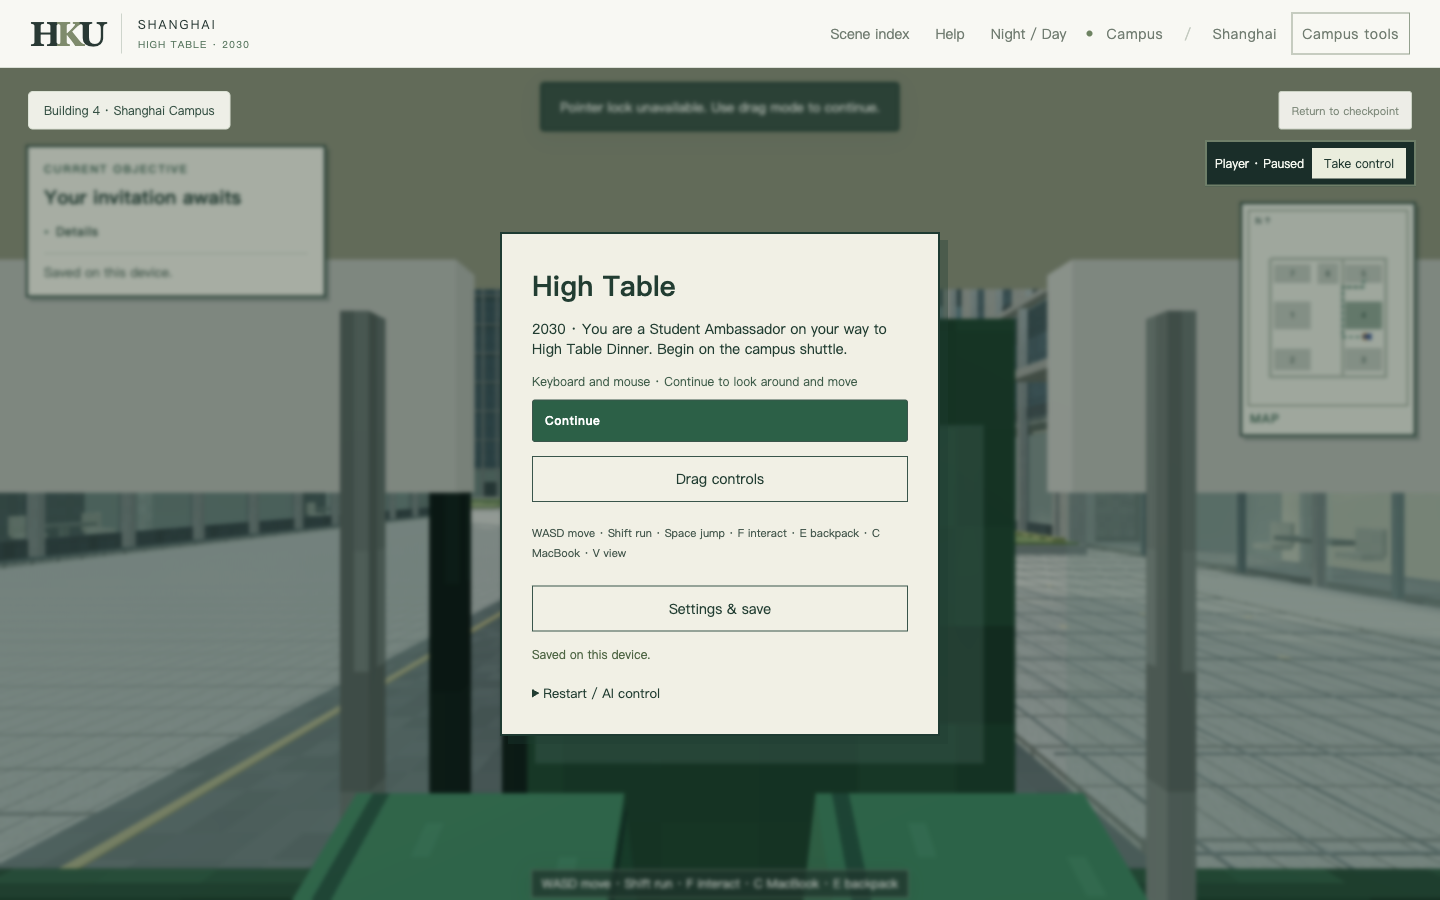 HKU
SHANGHAI
HIGH TABLE · 2030
Scene index
Help
Night / Day
Campus
/
Shanghai
Campus tools
Building 4 · Shanghai Campus
Pointer lock unavailable. Use drag mode to continue.
Return to checkpoint
CURRENT OBJECTIVE
Your invitation awaits
Details
Saved on this device.
Player · Paused
Take control
MAP
High Table
2030 · You are a Student Ambassador on your way to
High Table Dinner. Begin on the campus shuttle.
Keyboard and mouse · Continue to look around and move
Continue
Drag controls
WASD move · Shift run · Space jump · F interact · E backpack · C
MacBook · V view
Settings & save
Saved on this device.
Restart / AI control
WASD move · Shift run · F interact · C MacBook · E backpack